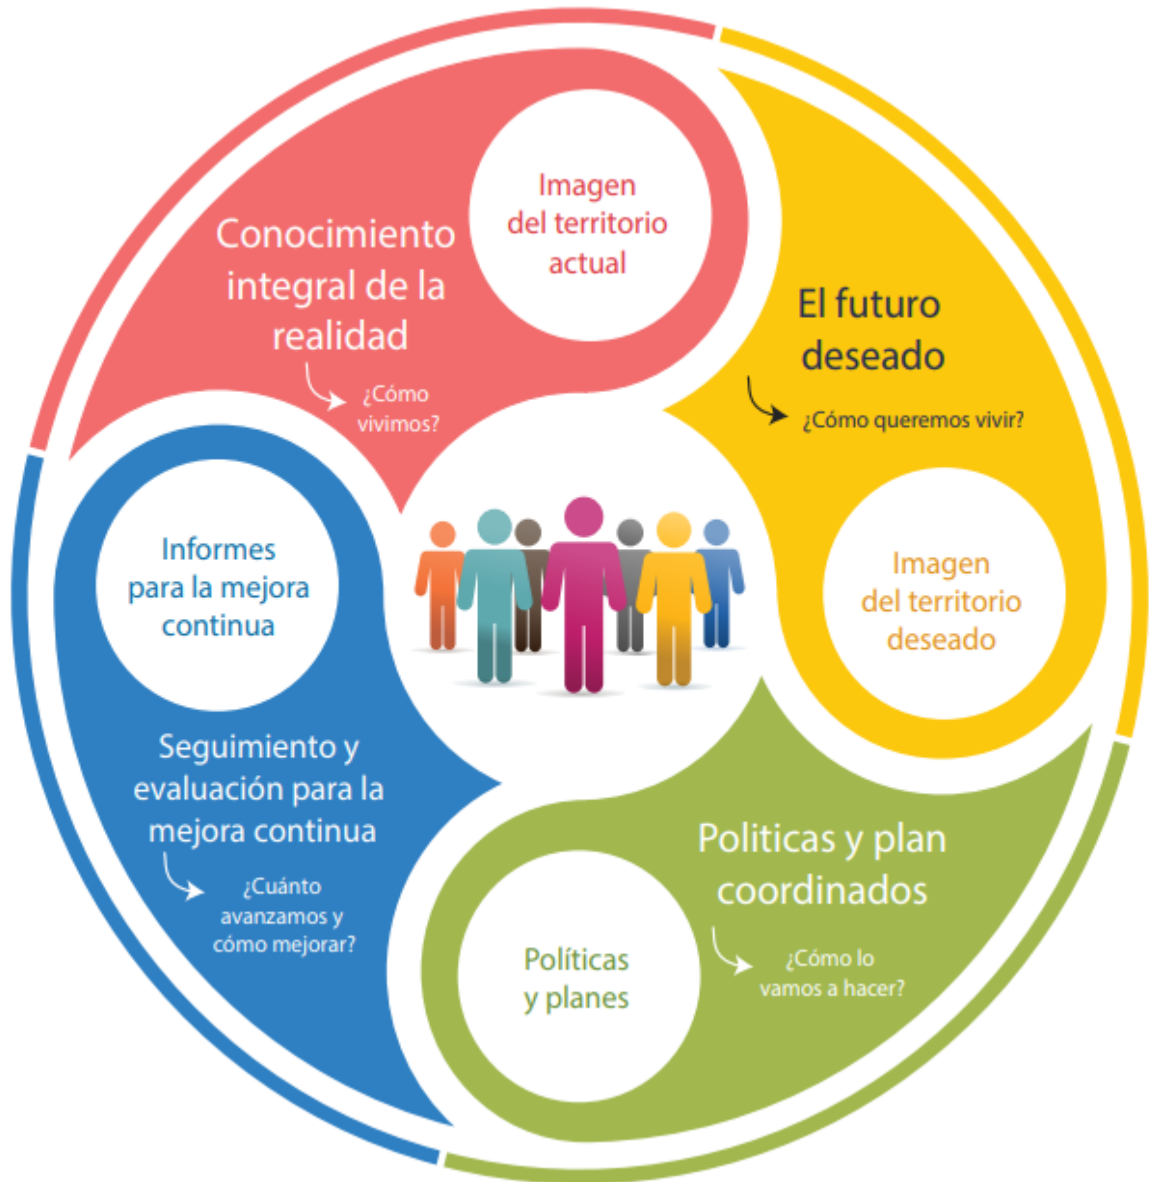 Conocimiento
integral de la
realidad
¿Cómo
vivimos?
Imagen
del territorio
actual
El futuro
deseado
¿Cómo queremos vivir?
Imagen
del territorio
deseado
Politicas y plan
coordinados
¿Cómo lo
vamos a hacer?
Políticas
y planes
Seguimiento y
evaluación para la
mejora continua
¿Cuánto
avanzamos y
cómo mejorar?
Informes
para la mejora
continua